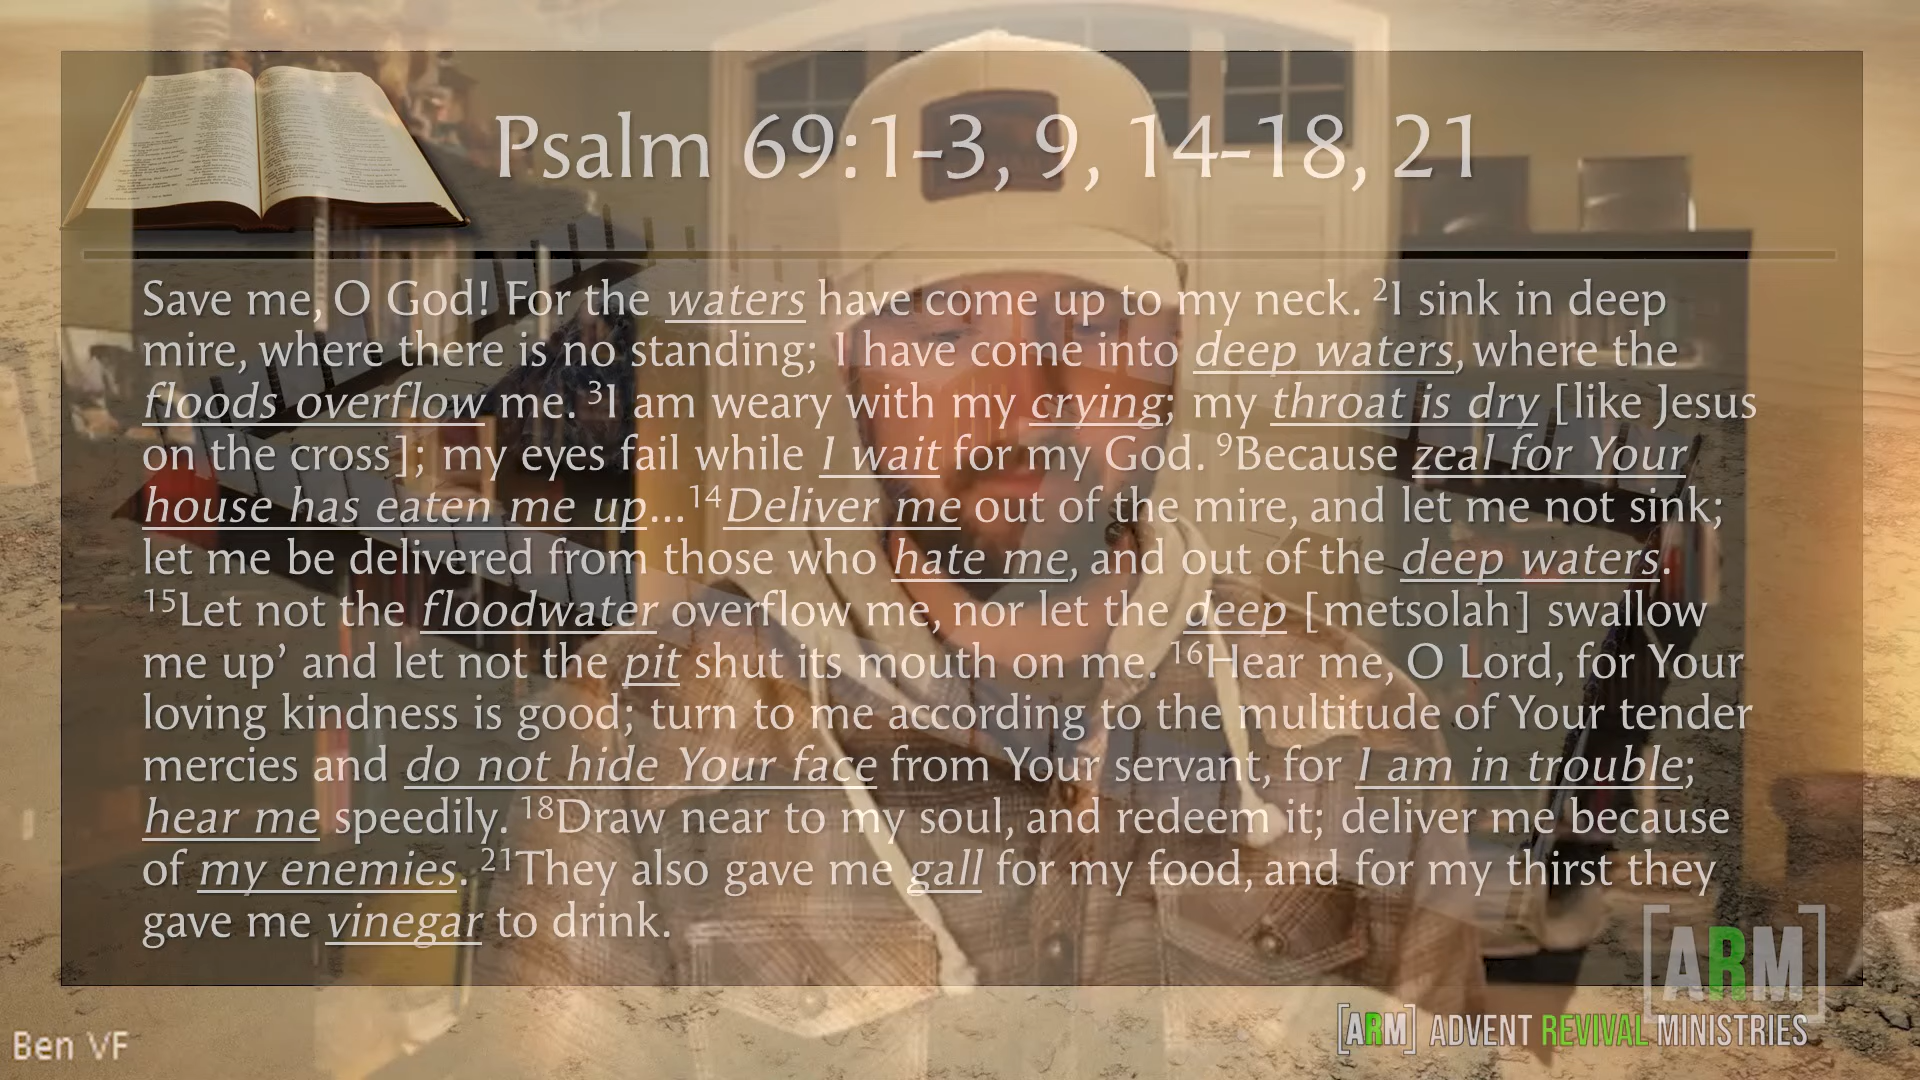 Psalm 69:1-3, 9, 14-18, 21
Save me, O God! For the waters have come up to my neck. ²I sink in deep
mire, where there is no standing; I have come into deep waters, where the
floods overflow me. ³I am weary with my crying; my throat is dry [like Jesus
on the cross]; my eyes fail while I wait for my God. ⁹Because zeal for Your
house has eaten me up...¹⁴Deliver me out of the mire, and let me not sink;
let me be delivered from those who hate me, and out of the deep waters.
¹⁵Let not the floodwater overflow me, nor let the deep [metsolah] swallow
me up’ and let not the pit shut its mouth on me. ¹⁶Hear me, O Lord, for Your
loving kindness is good; turn to me according to the multitude of Your tender
mercies and do not hide Your face from Your servant, for I am in trouble;
hear me speedily. ¹⁸Draw near to my soul, and redeem it; deliver me because
of my enemies. ²¹They also gave me gall for my food, and for my thirst they
gave me vinegar to drink.
[ARM]
[ARM] ADVENT REVIVAL MINISTRIES
Ben VF